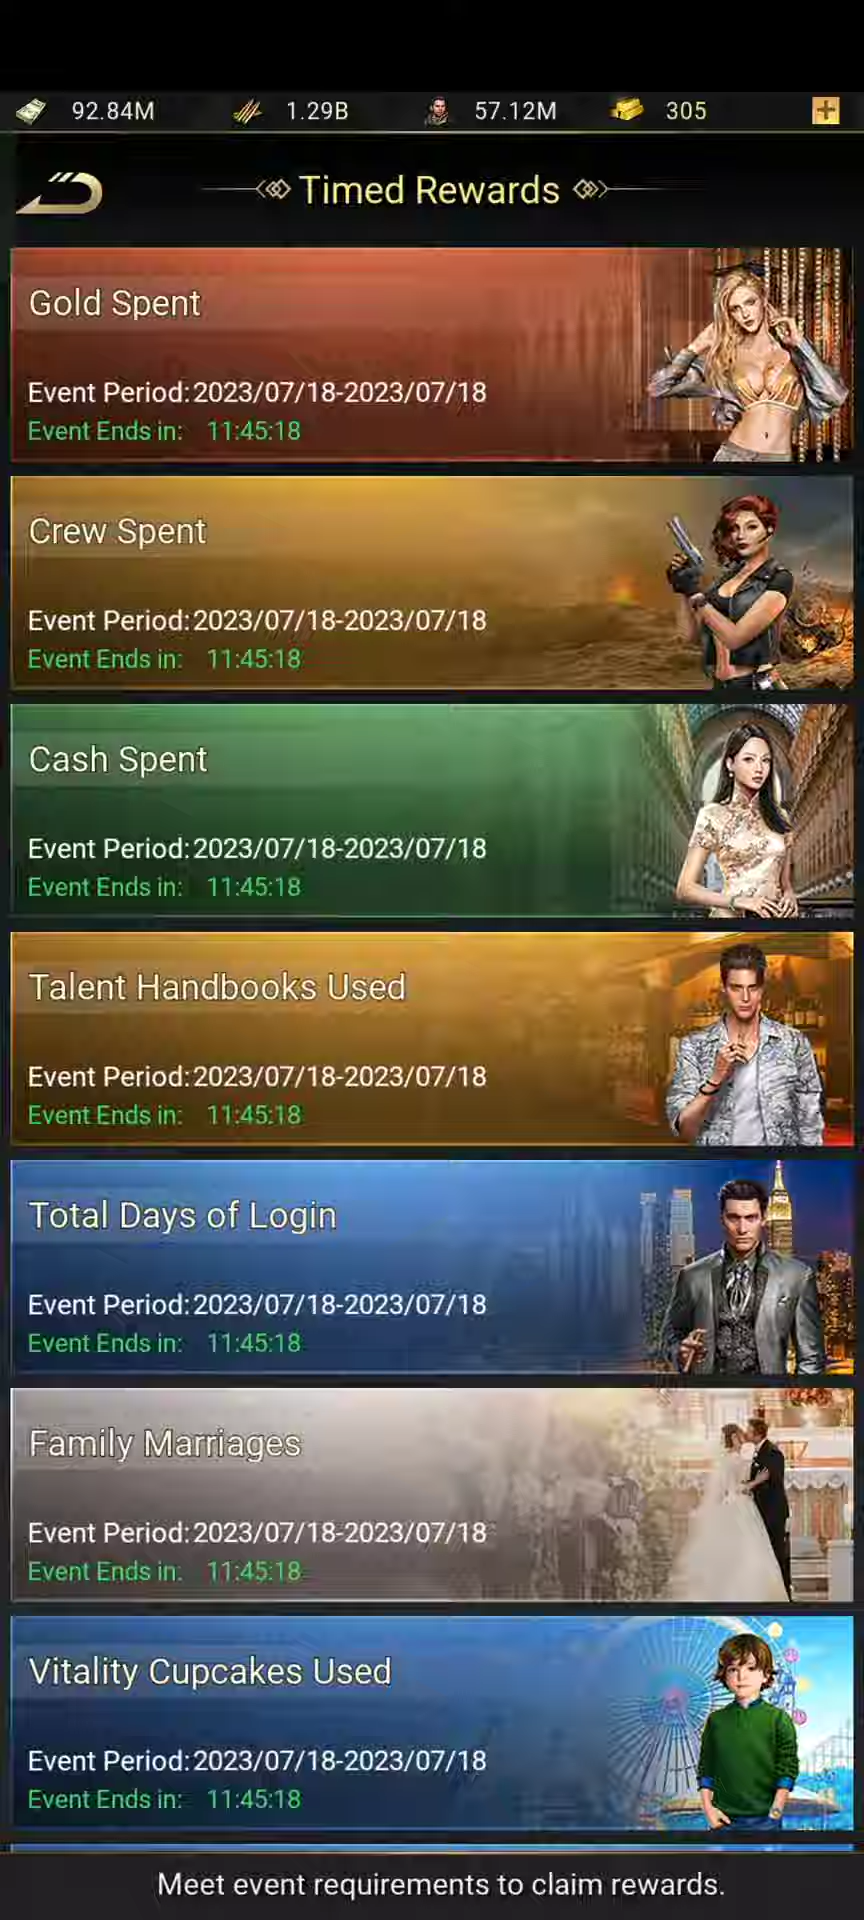 92.84M 1.29B 57.12M 305
Timed Rewards
Gold Spent
Event Period:2023/07/18-2023/07/18
Event Ends in: 11:45:18
Crew Spent
Event Period:2023/07/18-2023/07/18
Event Ends in: 11:45:18
Cash Spent
Event Period:2023/07/18-2023/07/18
Event Ends in: 11:45:18
Talent Handbooks Used
Event Period:2023/07/18-2023/07/18
Event Ends in: 11:45:18
Total Days of Login
Event Period:2023/07/18-2023/07/18
Event Ends in: 11:45:18
Family Marriages
Event Period:2023/07/18-2023/07/18
Event Ends in: 11:45:18
Vitality Cupcakes Used
Event Period:2023/07/18-2023/07/18
Event Ends in: 11:45:18
Meet event requirements to claim rewards.